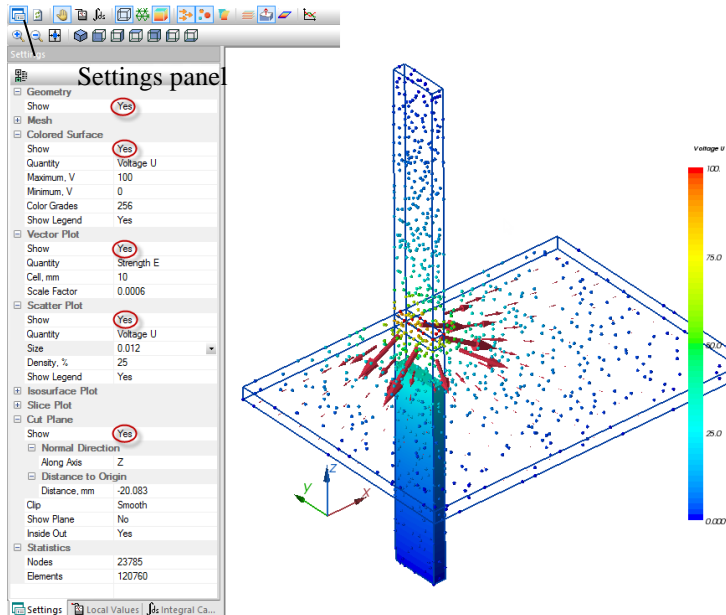 Settings
Settings panel
Geometry
Show Yes
Mesh
Colored Surface
Show Yes
Quantity Voltage U
Maximum, V 100
Minimum, V 0
Color Grades 256
Show Legend Yes
Vector Plot
Show Yes
Quantity Strength E
Cell, mm 10
Scale Factor 0.0006
Scatter Plot
Show Yes
Quantity Voltage U
Size 0.012
Density, % 25
Show Legend Yes
Isosurface Plot
Slice Plot
Cut Plane
Show Yes
Normal Direction
Along Axis Z
Distance to Origin
Distance, mm -20.083
Clip Smooth
Show Plane No
Inside Out Yes
Statistics
Nodes 23785
Elements 120760
Settings Local Values Integral Ca...
Voltage U
100.
75.0
50.0
25.0
0.000
Z
Y
X